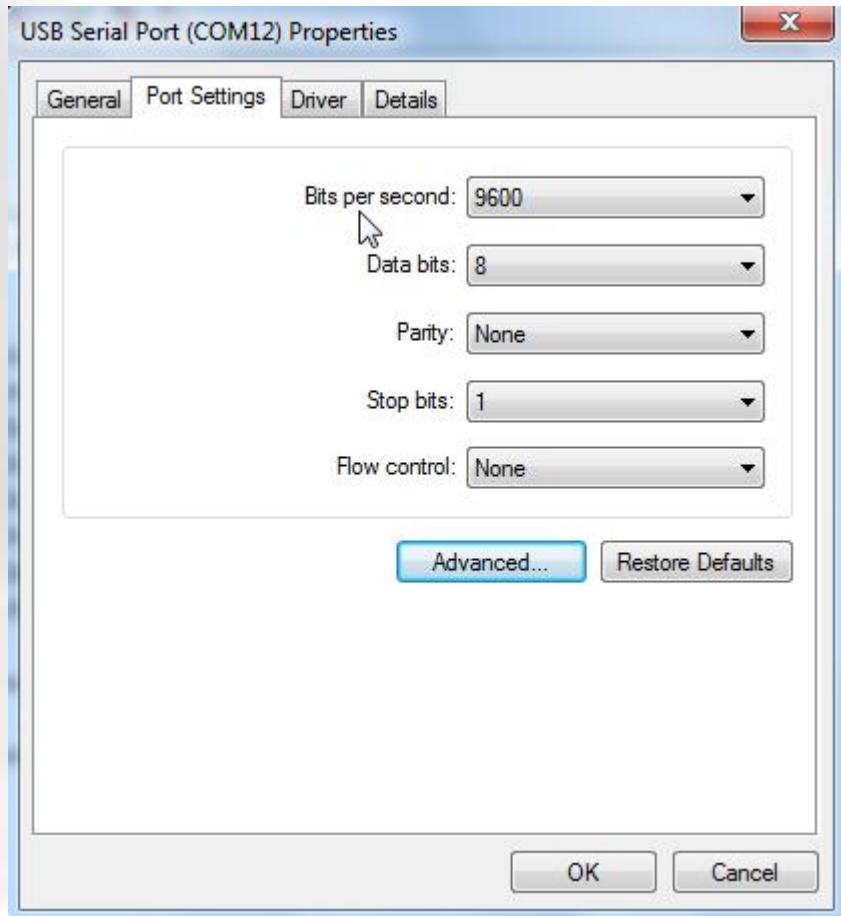 USB Serial Port (COM12) Properties
General Port Settings Driver Details
Bits per second: 9600
Data bits: 8
Parity: None
Stop bits: 1
Flow control: None
Advanced... Restore Defaults
OK Cancel